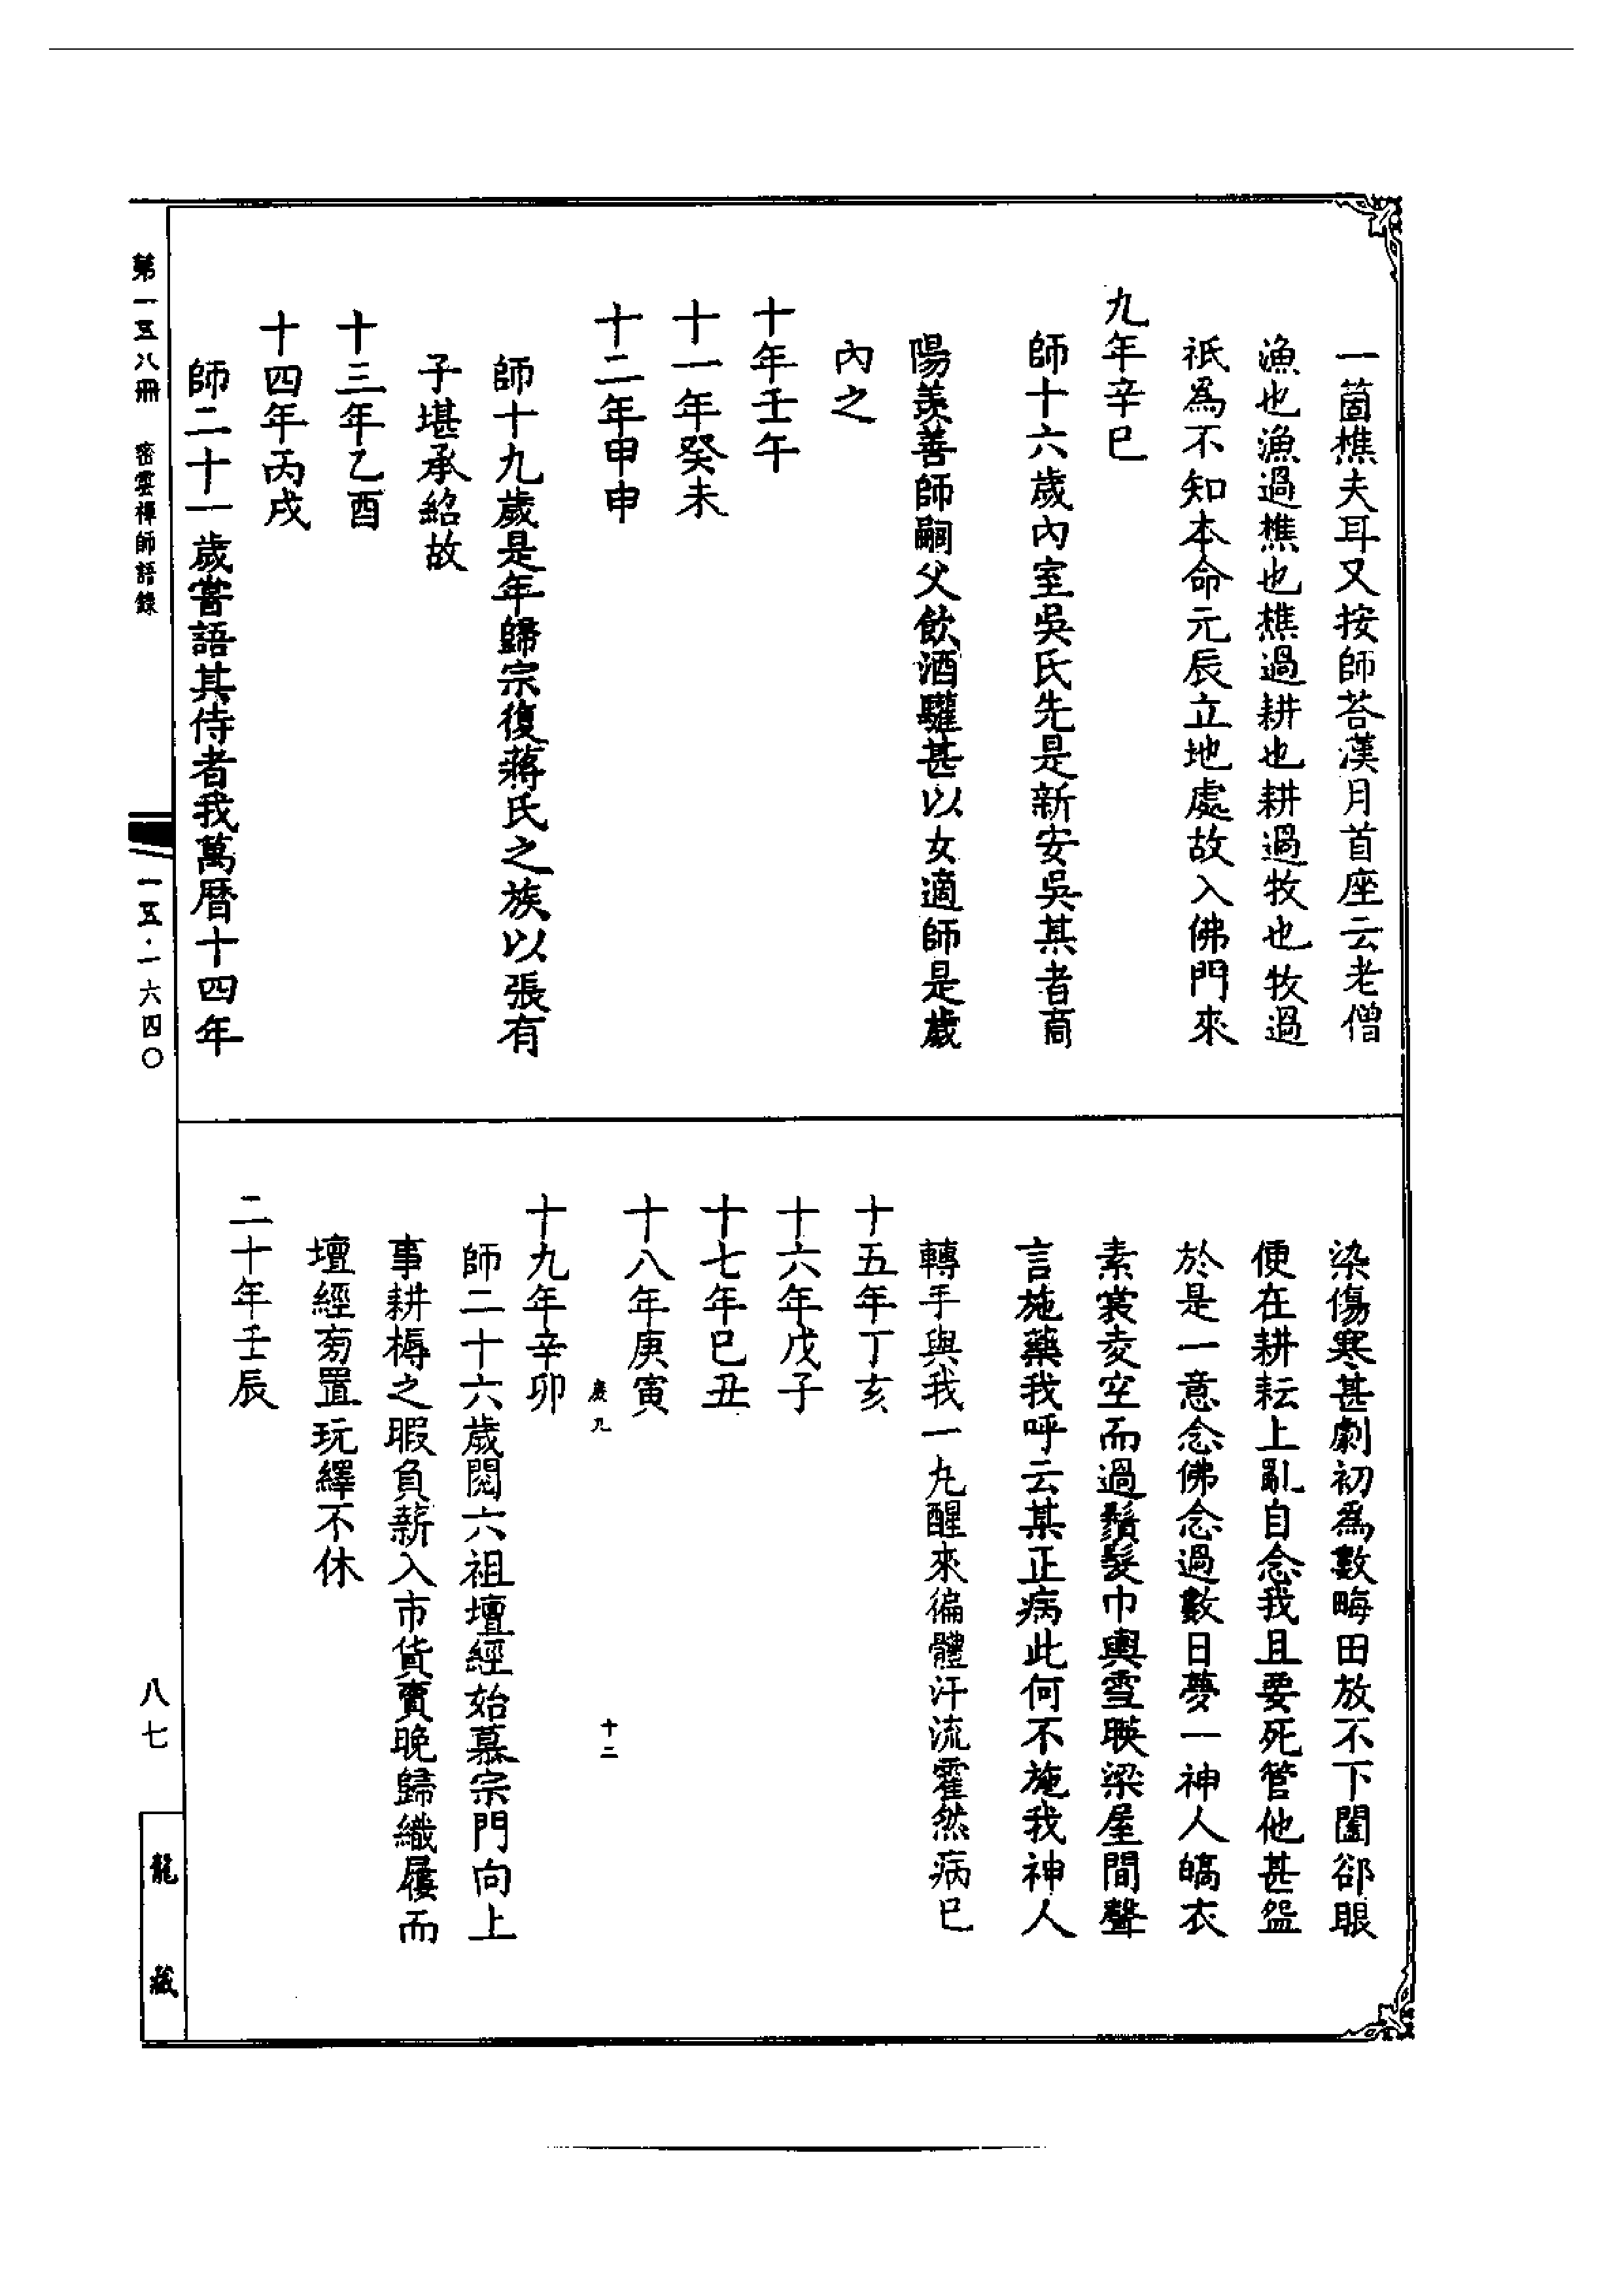 一箇樵夫耳又按師荅漢月首座云老僧
漁也漁過樵也樵過耕也耕過牧也牧過
祇為不知本命元辰立地處故入佛門來
九年辛巳
師十六歲內室吳氏先是新安吳某者商
陽羨善師嗣父飲酒驩甚以女適師是歲
內之
十年壬午
十一年癸未
十二年甲申
師十九歲是年歸宗復蔣氏之族以張有
子堪承紹故
十三年乙酉
十四年丙戌
師二十一歲嘗語其侍者我萬曆十四年
染傷寒甚劇初為數畮田放不下闔郤眼
便在耕耘上亂自念我且要死管他甚盌
於是一意念佛念過數日夢一神人皜衣
素裳麦空而過鬚髮巾輿雪暎梁屋間聲
言施藥我呼云某正病此何不施我神人
轉手與我一丸醒來徧體汗流霍然病已
十五年丁亥
十六年戊子
十七年己丑
十八年庚寅
慶九 十二
十九年辛卯
師二十六歲閱六祖壇經始慕宗門向上
事耕槈之暇負薪入市貨賣晚歸織屨而
壇經旁置玩繹不休
二十年壬辰
第一五八冊 密雲禪師語錄
一五·一六四〇
八七
龍藏